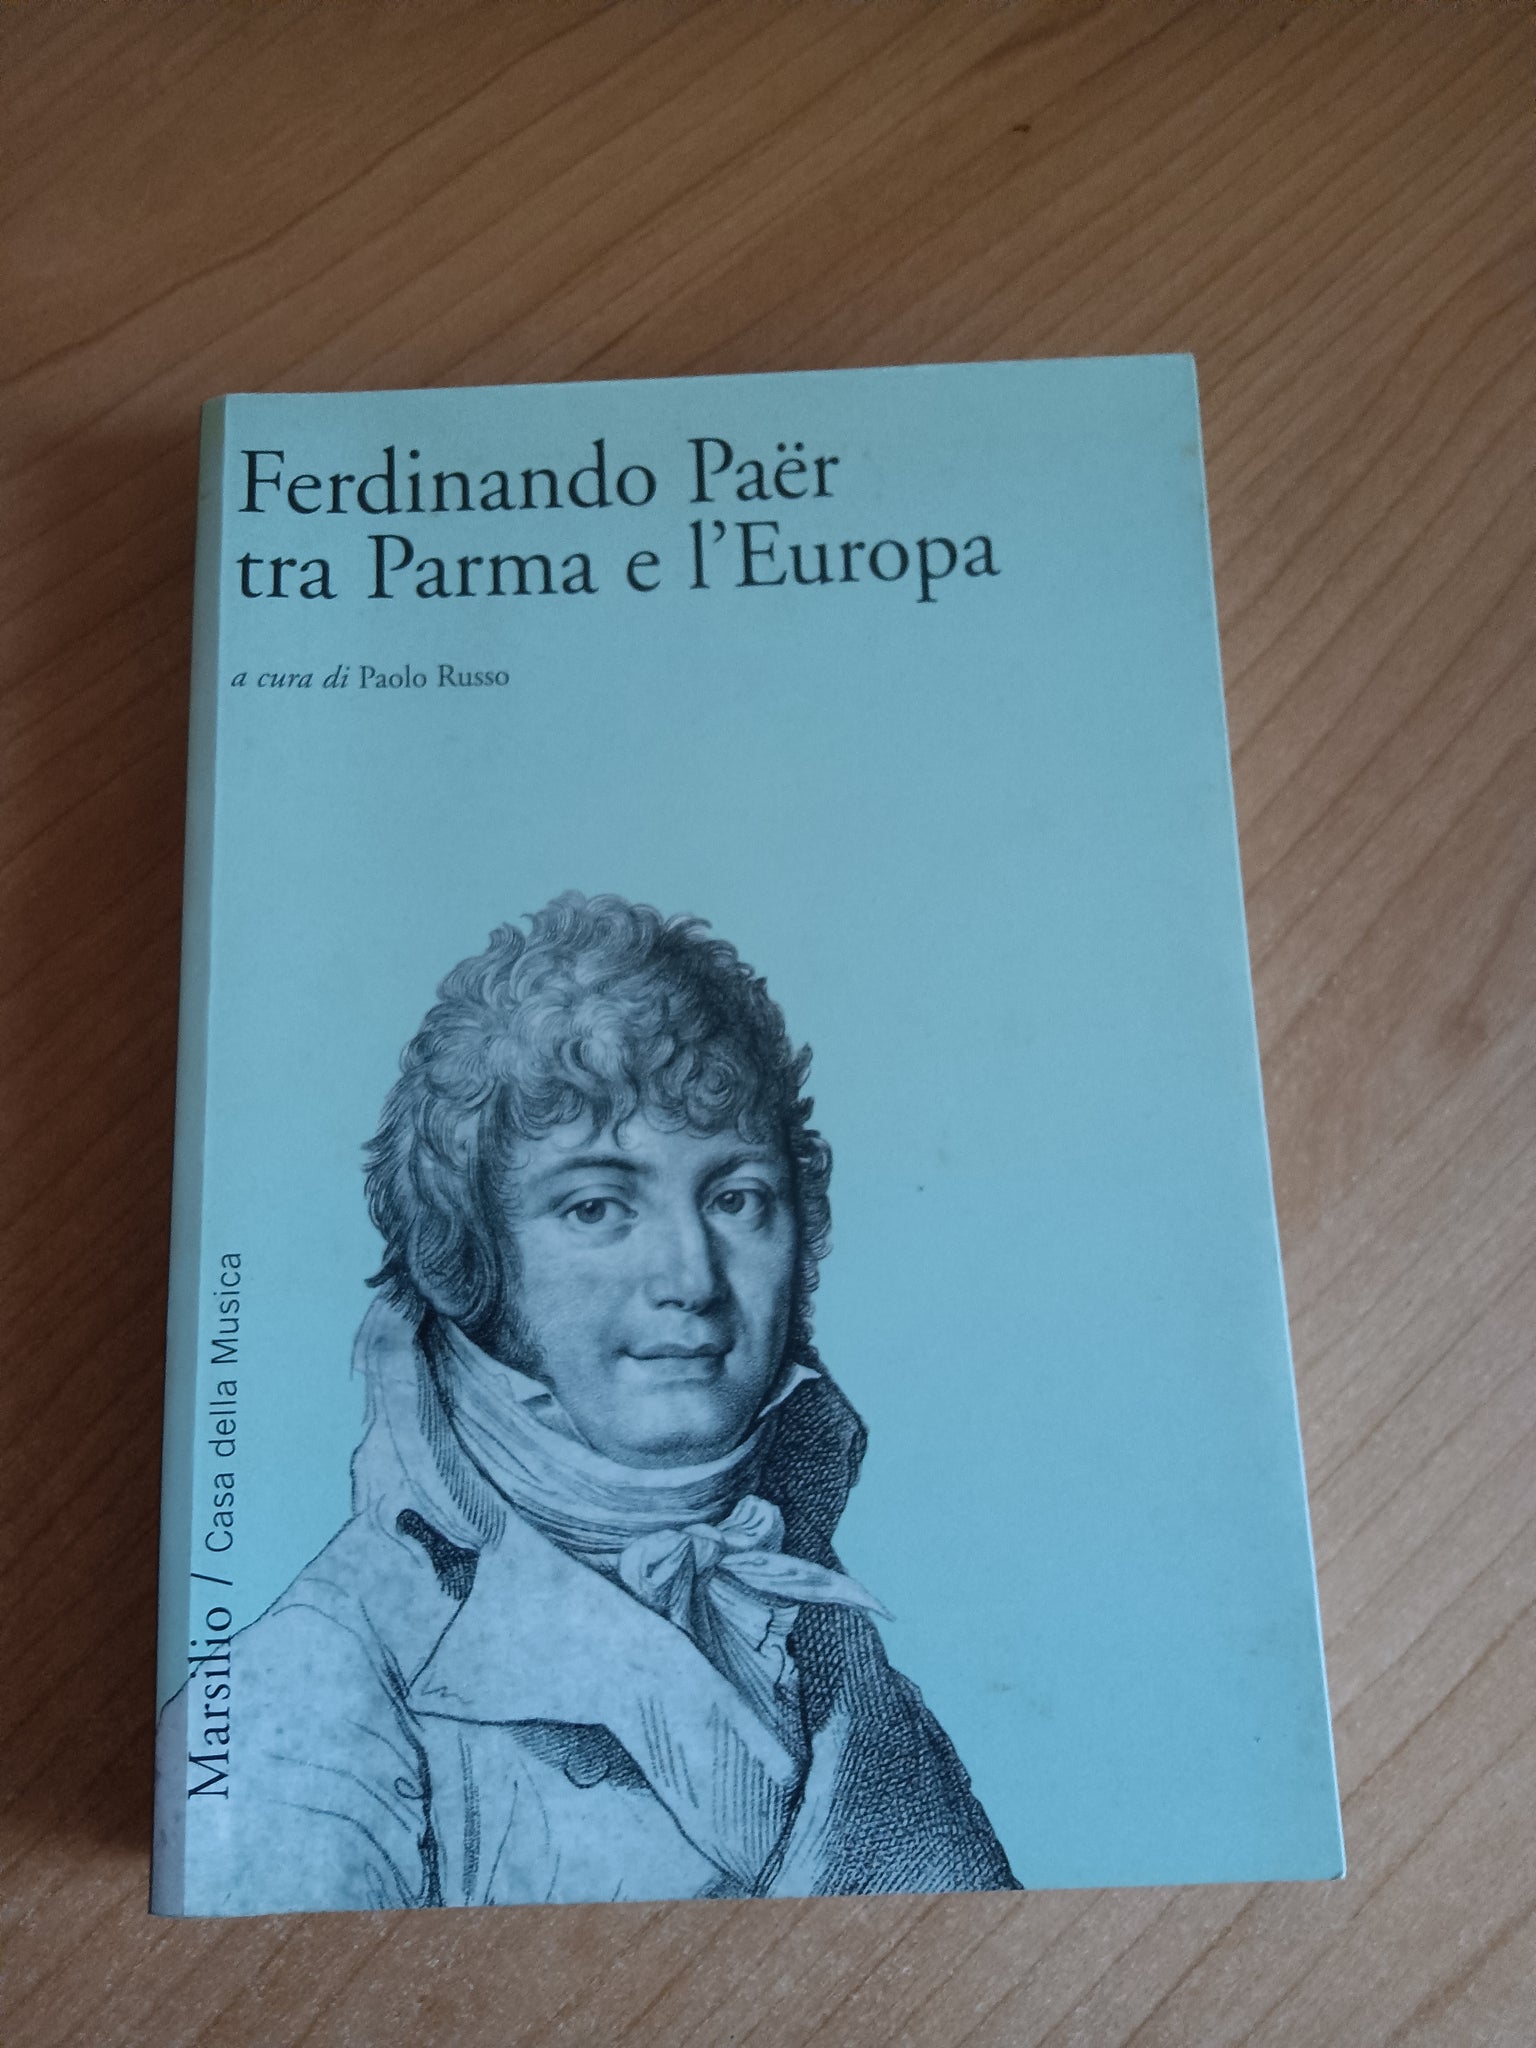 Ferdinando Paër
tra Parma e l’Europa
a cura di Paolo Russo
Marsilio / Casa della Musica